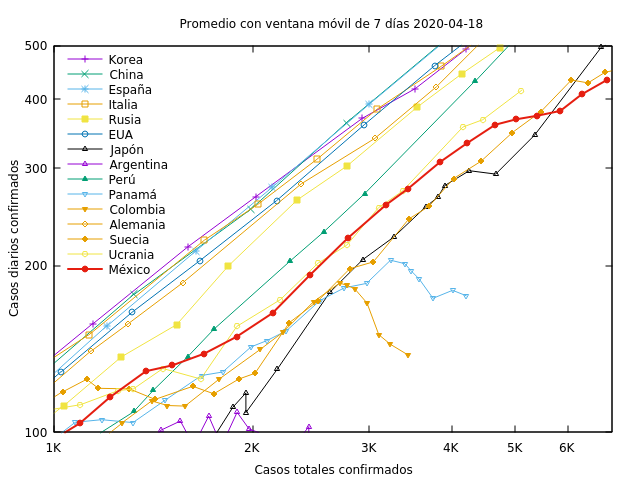 Promedio con ventana móvil de 7 días 2020-04-18
Casos diarios confirmados
500
400
300
200
100
Korea
China
España
Italia
Rusia
EUA
Japón
Argentina
Perú
Panamá
Colombia
Alemania
Suecia
Ucrania
México
1K
2K
3K
4K
5K
6K
Casos totales confirmados